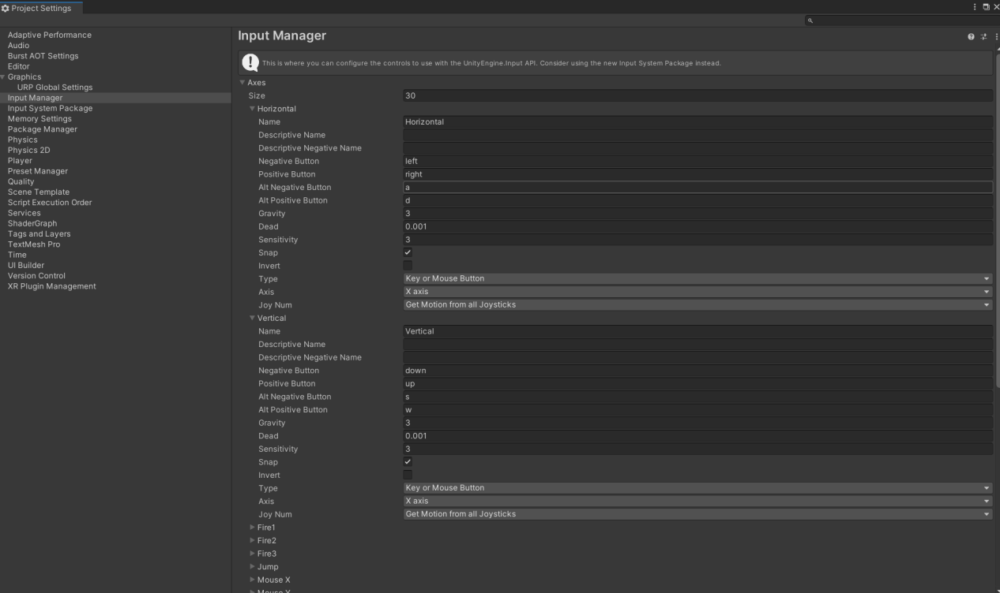 Project Settings
Adaptive Performance
Audio
Burst AOT Settings
Editor
Graphics
URP Global Settings
Input Manager
Input System Package
Memory Settings
Package Manager
Physics
Physics 2D
Player
Preset Manager
Quality
Scene Template
Script Execution Order
Services
ShaderGraph
Tags and Layers
TextMesh Pro
Time
UI Builder
Version Control
XR Plugin Management
Input Manager
This is where you can configure the controls to use with the UnityEngine.Input API. Consider using the new Input System Package instead.
Axes
Size 30
Horizontal
Name Horizontal
Descriptive Name
Descriptive Negative Name
Negative Button left
Positive Button right
Alt Negative Button a
Alt Positive Button d
Gravity 3
Dead 0.001
Sensitivity 3
Snap
Invert
Type Key or Mouse Button
Axis X axis
Joy Num Get Motion from all Joysticks
Vertical
Name Vertical
Descriptive Name
Descriptive Negative Name
Negative Button down
Positive Button up
Alt Negative Button s
Alt Positive Button w
Gravity 3
Dead 0.001
Sensitivity 3
Snap
Invert
Type Key or Mouse Button
Axis X axis
Joy Num Get Motion from all Joysticks
Fire1
Fire2
Fire3
Jump
Mouse X
Mouse Y